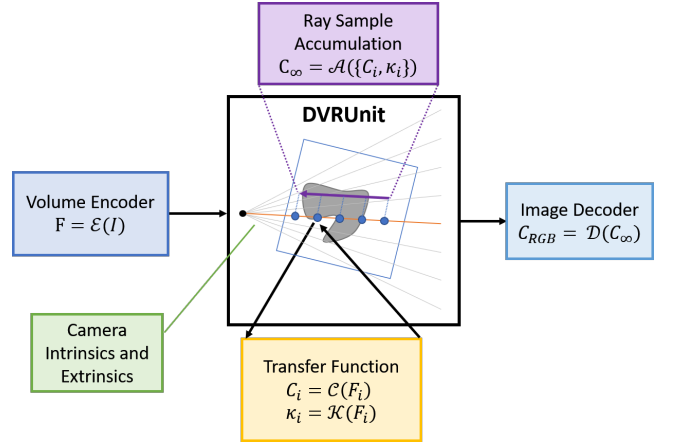 Ray Sample
Accumulation
C∞ = 𝒜({Cᵢ, κᵢ})
DVRUnit
Volume Encoder
F = ℰ(I)
Image Decoder
C_RGB = 𝒟(C∞)
Camera
Intrinsics and
Extrinsics
Transfer Function
Cᵢ = 𝒞(Fᵢ)
κᵢ = 𝒦(Fᵢ)